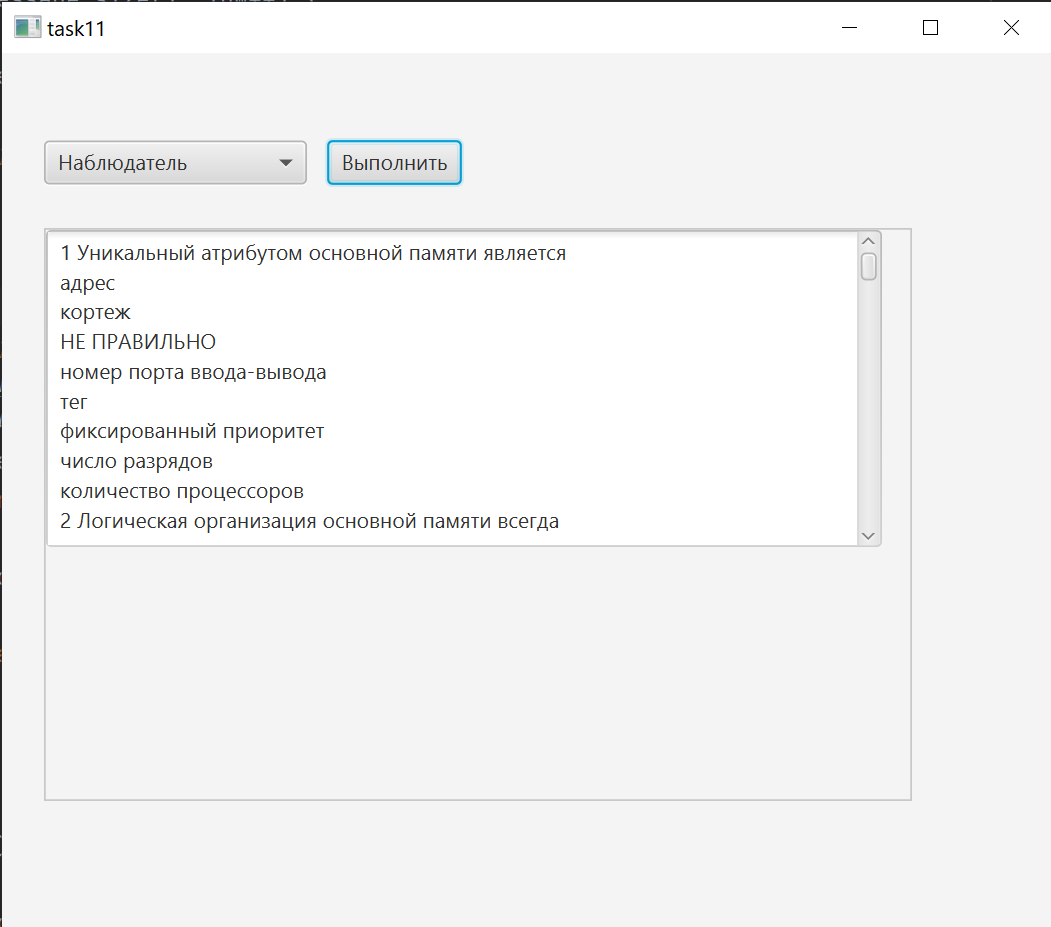 task11
Наблюдатель
Выполнить
1 Уникальный атрибутом основной памяти является
адрес
кортеж
НЕ ПРАВИЛЬНО
номер порта ввода-вывода
тег
фиксированный приоритет
число разрядов
количество процессоров
2 Логическая организация основной памяти всегда